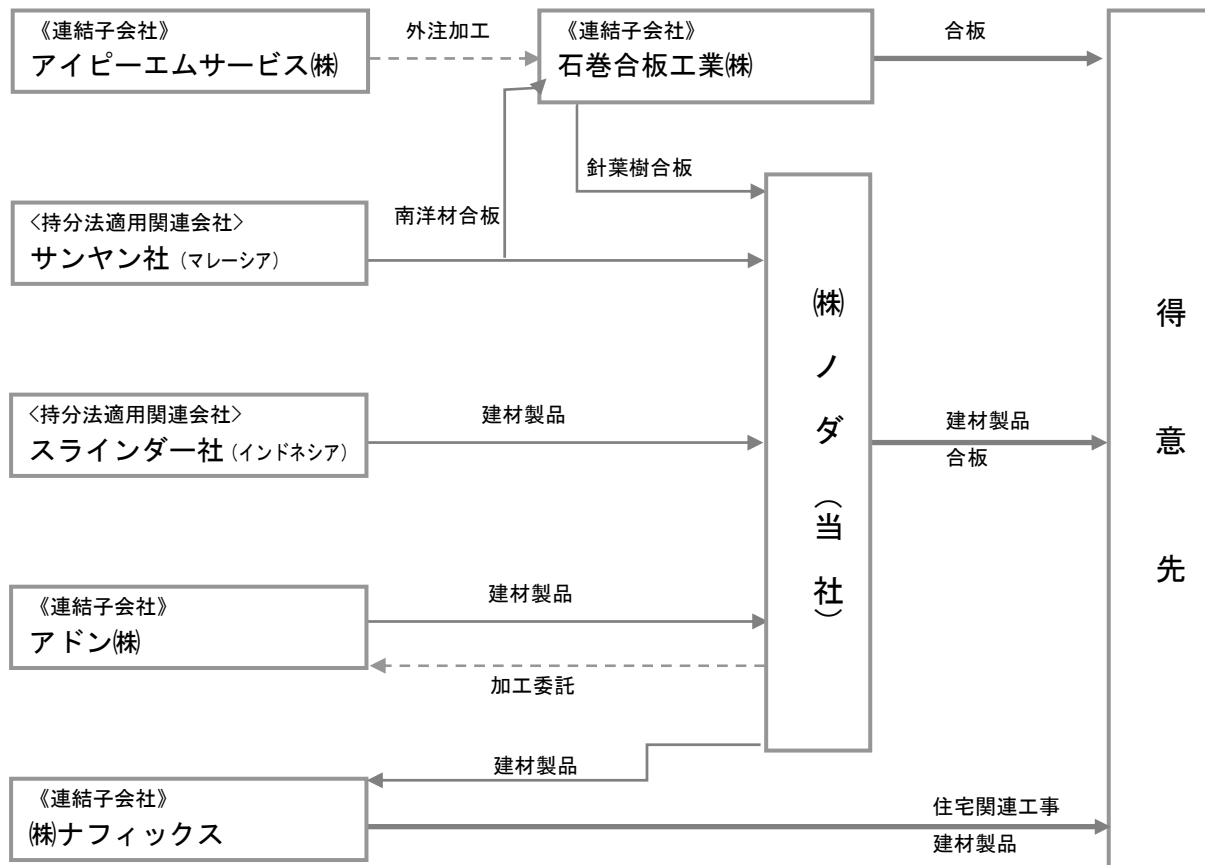 《連結子会社》
アイピーエムサービス㈱
外注加工
《連結子会社》
石巻合板工業㈱
合板
針葉樹合板
南洋材合板
〈持分法適用関連会社〉
サンヤン社（マレーシア）
㈱ノダ（当社）
得意先
〈持分法適用関連会社〉
スラインダー社（インドネシア）
建材製品
建材製品
合板
《連結子会社》
アドン㈱
建材製品
加工委託
建材製品
《連結子会社》
㈱ナフィックス
住宅関連工事
建材製品